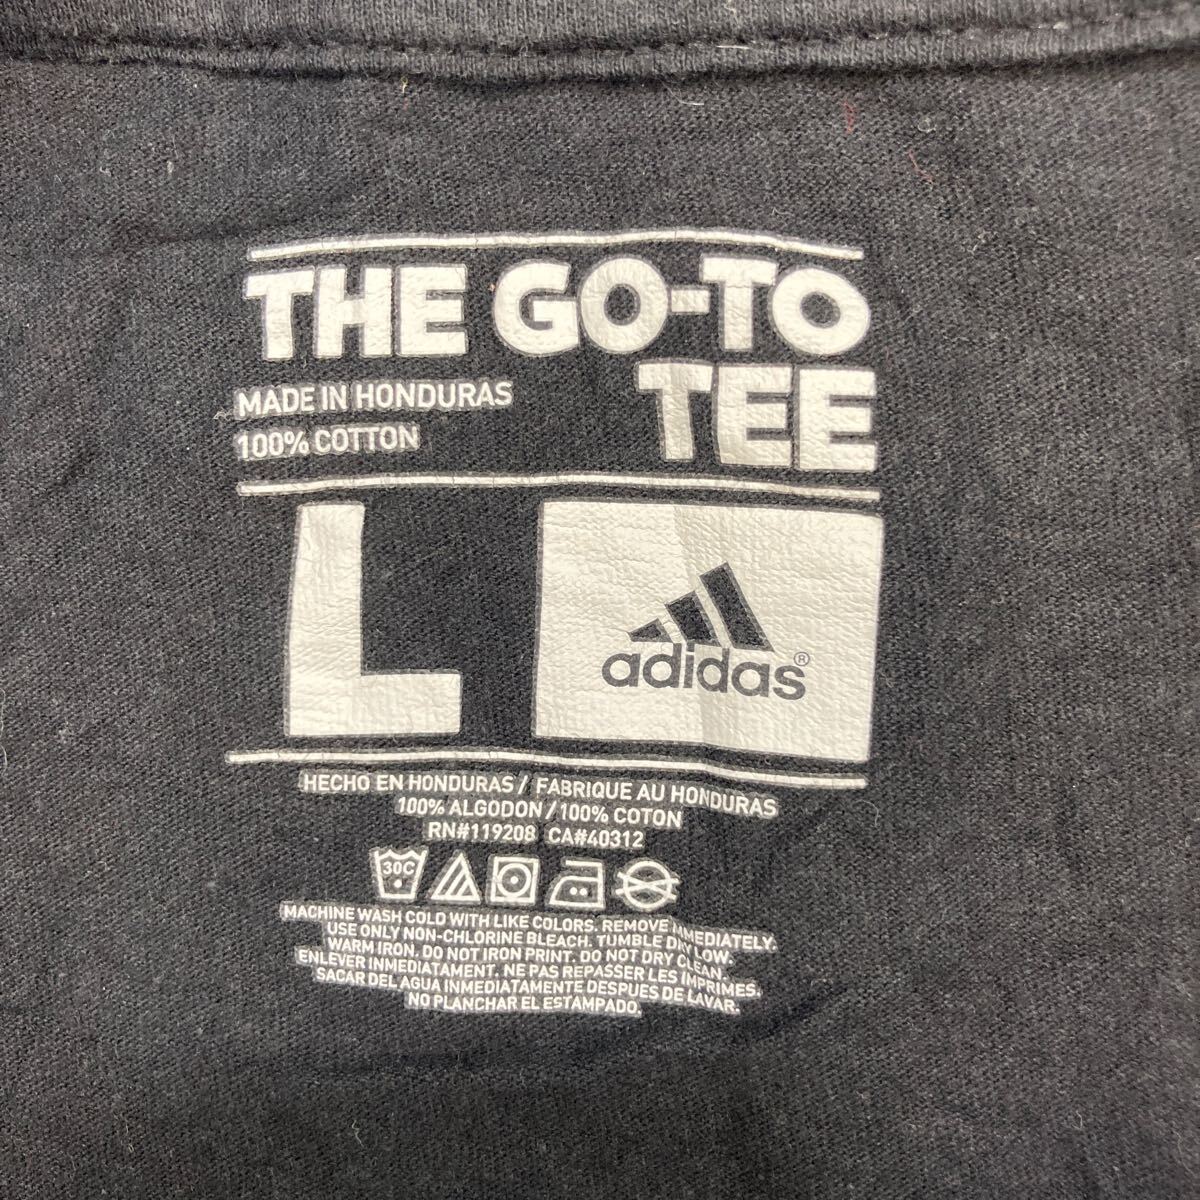 THE GO-TO
TEE
MADE IN HONDURAS
100% COTTON
L
adidas®
HECHO EN HONDURAS / FABRIQUE AU HONDURAS
100% ALGODON / 100% COTON
RN#119208 CA#40312
30C
MACHINE WASH COLD WITH LIKE COLORS. REMOVE IMMEDIATELY.
USE ONLY NON-CHLORINE BLEACH. TUMBLE DRY LOW.
WARM IRON. DO NOT IRON PRINT. DO NOT DRY CLEAN.
ENLEVER INMEDIATAMENT. NE PAS REPASSER LES IMPRIMES.
SACAR DEL AGUA INMEDIATAMENTE DESPUES DE LAVAR.
NO PLANCHAR EL ESTAMPADO.